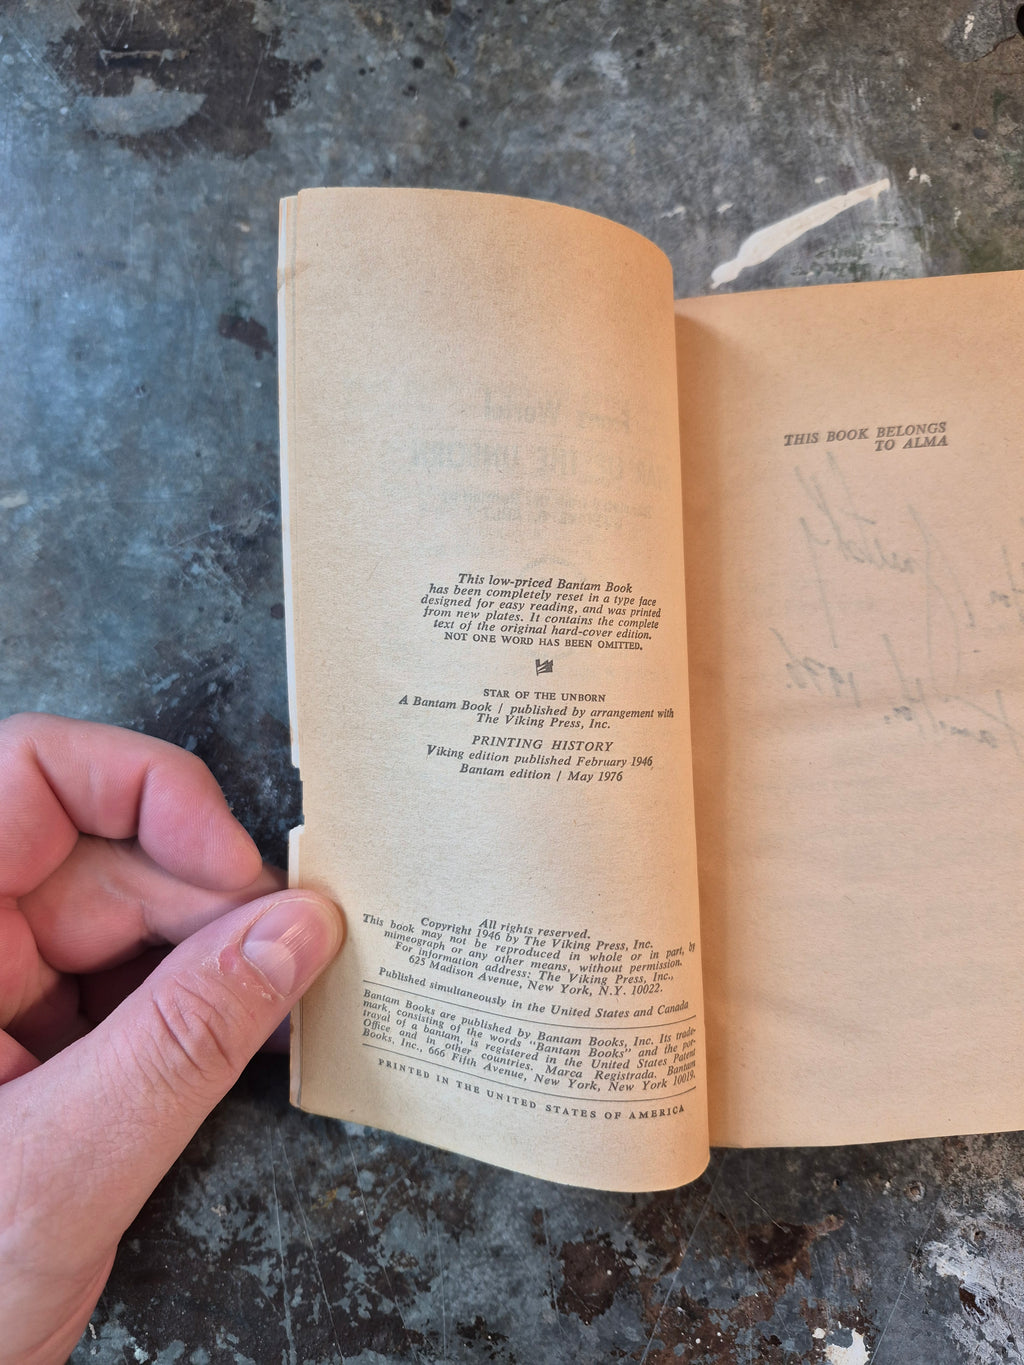 This low-priced Bantam Book
has been completely reset in a type face
designed for easy reading, and was printed
from new plates. It contains the complete
text of the original hard-cover edition.
NOT ONE WORD HAS BEEN OMITTED.
STAR OF THE UNBORN
A Bantam Book / published by arrangement with
The Viking Press, Inc.
PRINTING HISTORY
Viking edition published February 1946
Bantam edition / May 1976
All rights reserved.
Copyright 1946 by The Viking Press, Inc.
This book may not be reproduced in whole or in part, by
mimeograph or any other means, without permission.
For information address: The Viking Press, Inc.,
625 Madison Avenue, New York, N.Y. 10022.
Published simultaneously in the United States and Canada
Bantam Books are published by Bantam Books, Inc. Its trade-
mark, consisting of the words "Bantam Books" and the por-
trayal of a bantam, is registered in the United States Patent
Office and in other countries. Marca Registrada. Bantam
Books, Inc., 666 Fifth Avenue, New York, New York 10019.
PRINTED IN THE UNITED STATES OF AMERICA
THIS BOOK BELONGS
TO ALMA